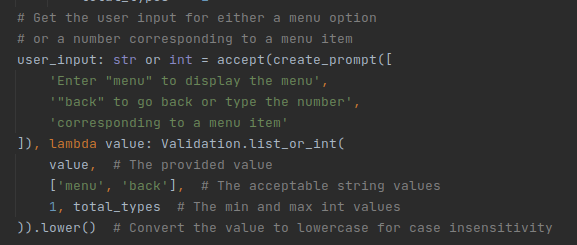 # Get the user input for either a menu option
# or a number corresponding to a menu item
user_input: str or int = accept(create_prompt([
    'Enter "menu" to display the menu',
    '"back" to go back or type the number',
    'corresponding to a menu item'
]), lambda value: Validation.list_or_int(
    value,  # The provided value
    ['menu', 'back'],  # The acceptable string values
    1, total_types  # The min and max int values
)).lower()  # Convert the value to lowercase for case insensitivity